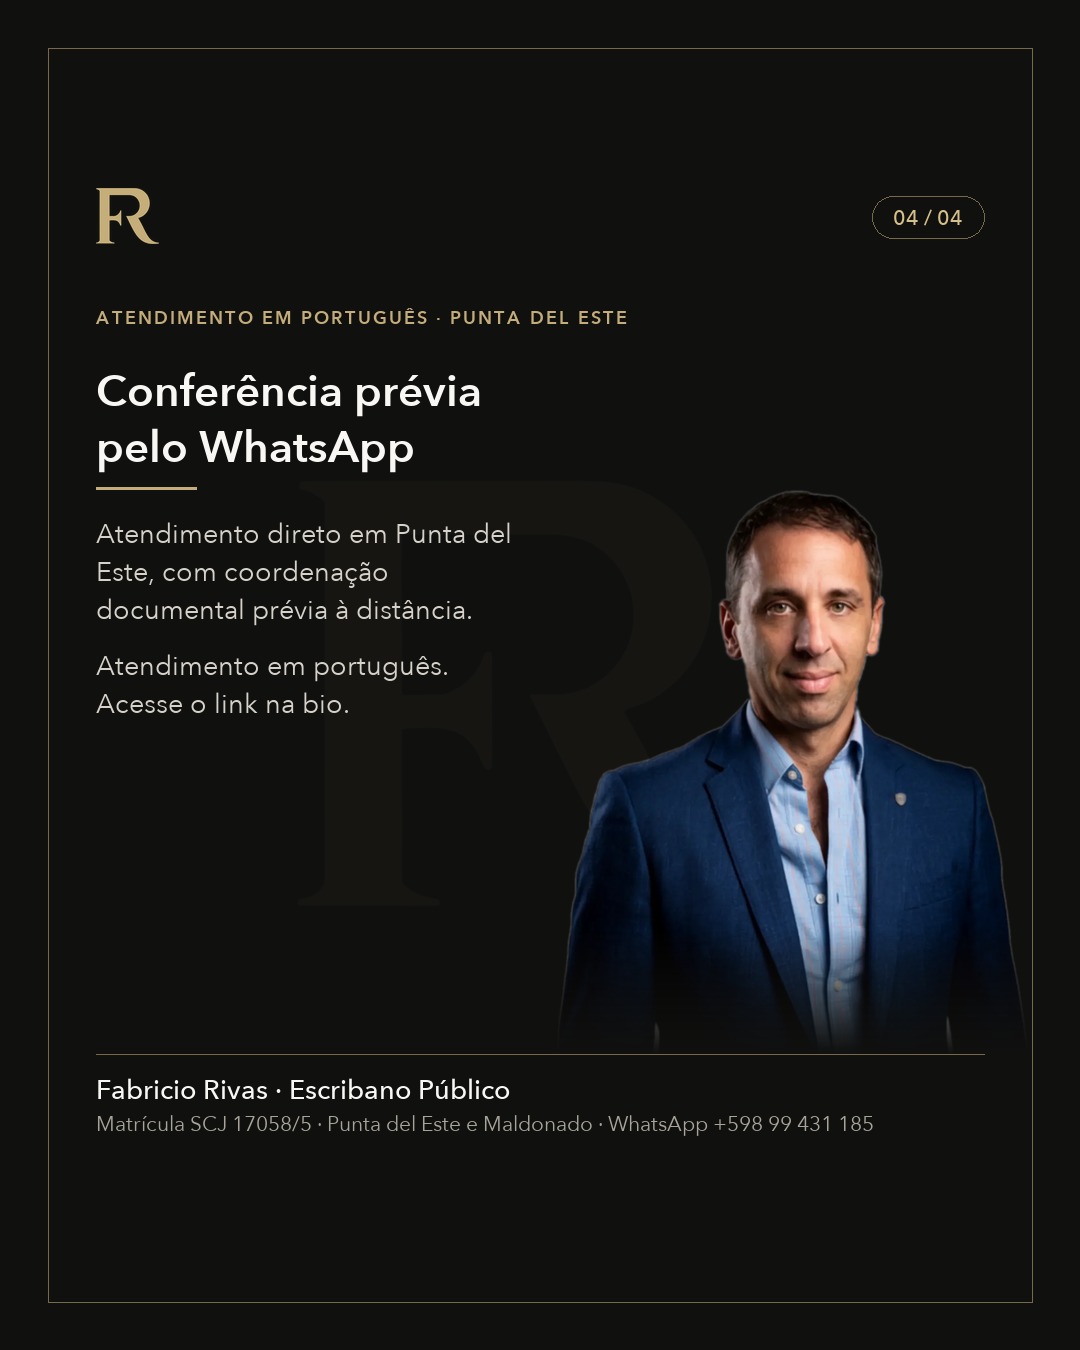 FR
04 / 04
ATENDIMENTO EM PORTUGUÊS · PUNTA DEL ESTE
Conferência prévia
pelo WhatsApp
Atendimento direto em Punta del
Este, com coordenação
documental prévia à distância.
Atendimento em português.
Acesse o link na bio.
Fabricio Rivas · Escribano Público
Matrícula SCJ 17058/5 · Punta del Este e Maldonado · WhatsApp +598 99 431 185